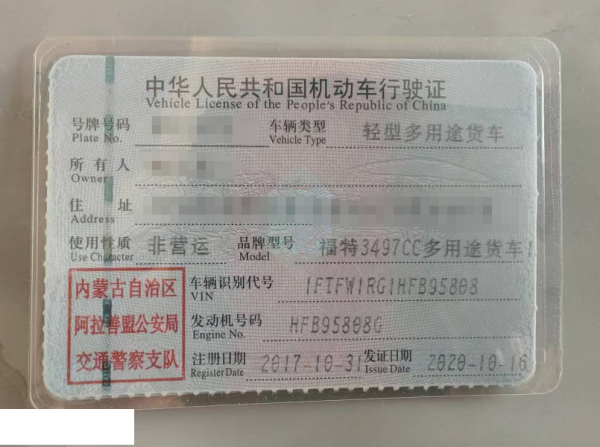 中华人民共和国机动车行驶证
Vehicle License of the People's Republic of China
号牌号码 车辆类型 轻型多用途货车
Plate No. Vehicle Type
所有人
Owner
住址
Address
使用性质 非营运 品牌型号 福特3497CC多用途货车
Use Character Model
内蒙古自治区
阿拉善盟公安局
交通警察支队
车辆识别代号 1FTFW1RG1HFB95808
VIN
发动机号码 HFB95808G
Engine No.
注册日期 2017-10-31 发证日期 2020-10-16
Register Date Issue Date